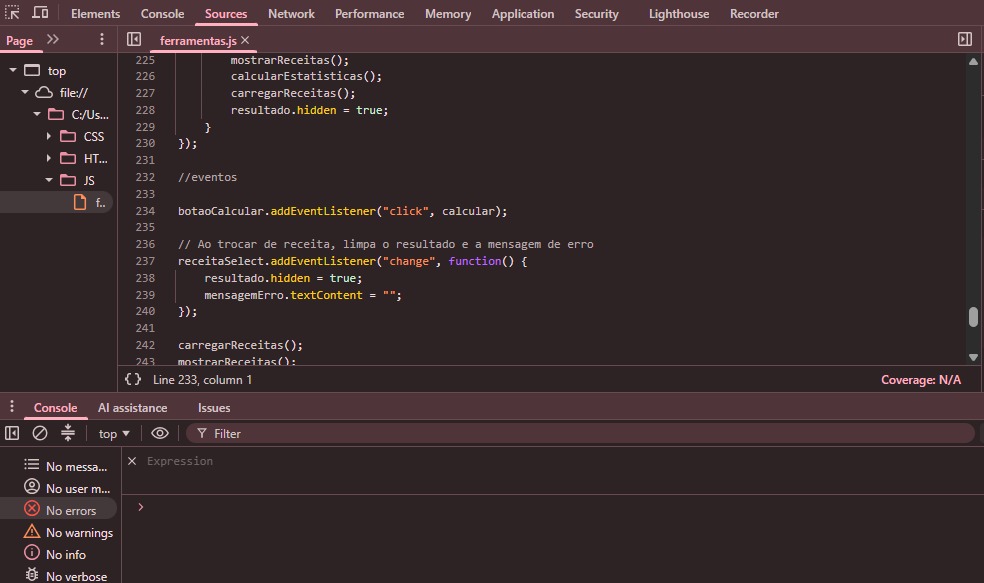 Elements Console Sources Network Performance Memory Application Security Lighthouse Recorder
Page ferramentas.js
top
file://
C:/Us...
CSS
HT...
JS
f..
225 mostrarReceitas();
226 calcularEstatisticas();
227 carregarReceitas();
228 resultado.hidden = true;
229 }
230 });
231
232 //eventos
233
234 botaoCalcular.addEventListener("click", calcular);
235
236 // Ao trocar de receita, limpa o resultado e a mensagem de erro
237 receitaSelect.addEventListener("change", function() {
238 resultado.hidden = true;
239 mensagemErro.textContent = "";
240 });
241
242 carregarReceitas();
243 mostrarReceitas();
{} Line 233, column 1 Coverage: N/A
Console AI assistance Issues
top Filter
No messa...
No user m...
No errors
No warnings
No info
No verbose
Expression